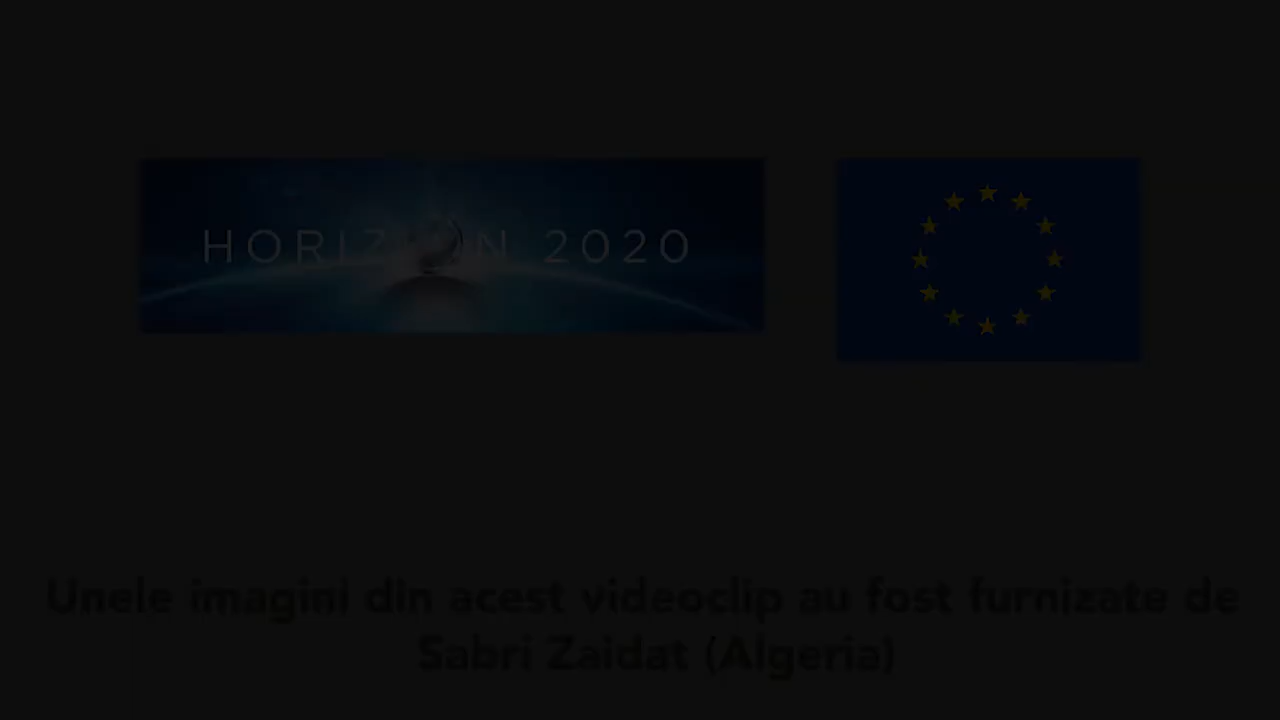 HORIZON 2020
Unele imagini din acest videoclip au fost furnizate de
Sabri Zaidat (Algeria)